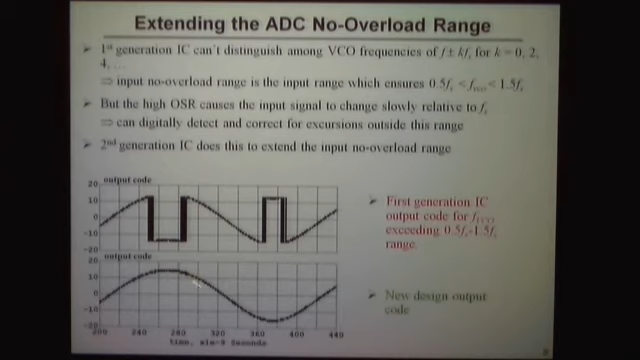 Extending the ADC No-Overload Range
➤ 1st generation IC can't distinguish among VCO frequencies of f ± kfs for k = 0, 2,
4, …
⇒ input no-overload range is the input range which ensures 0.5fs < fvco < 1.5fs
➤ But the high OSR causes the input signal to change slowly relative to fs
⇒ can digitally detect and correct for excursions outside this range
➤ 2nd generation IC does this to extend the input no-overload range
output code
20
10
0
-10
-20
➤ First generation IC
output code for fVCO
exceeding 0.5fs-1.5fs
range.
output code
20
10
0
-10
-20
200 240 280 320 360 400 440
➤ New design output
code